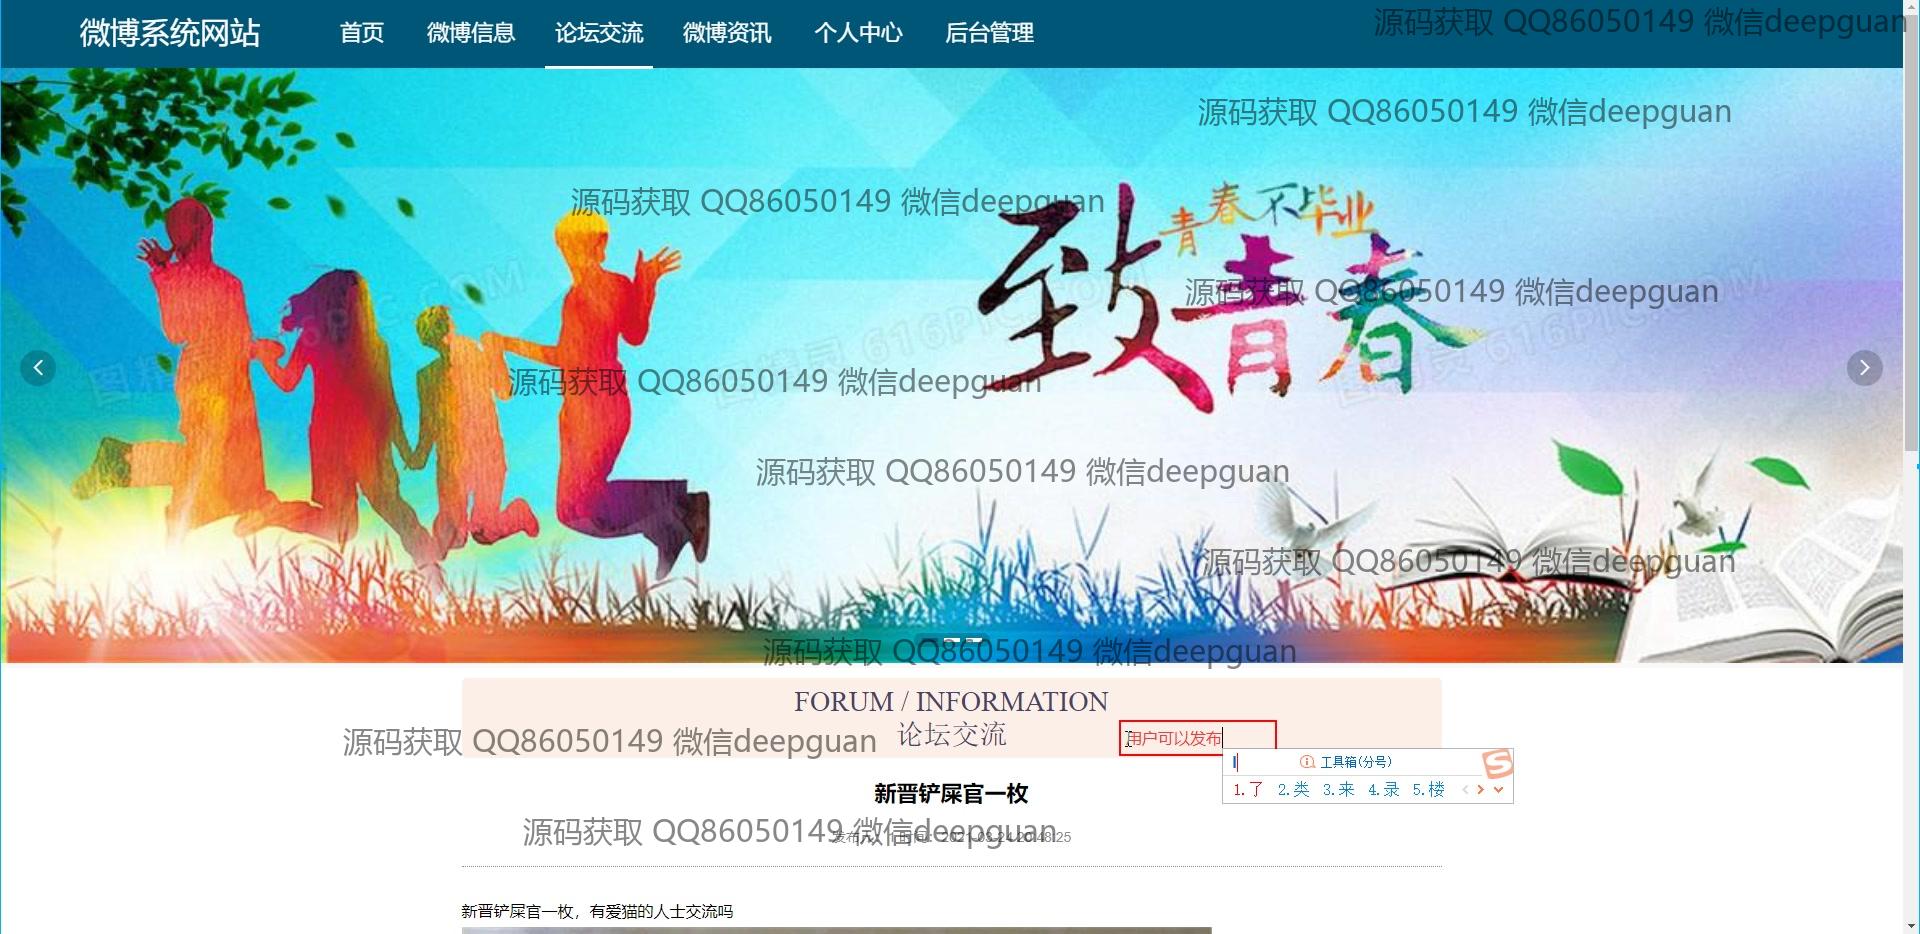 微博系统网站 首页 微博信息 论坛交流 微博资讯 个人中心 后台管理
源码获取 QQ86050149 微信deepguan
源码获取 QQ86050149 微信deepguan
源码获取 QQ86050149 微信deepguan
青春不毕业
致青春
源码获取 QQ86050149 微信deepguan
源码获取 QQ86050149 微信deepguan
源码获取 QQ86050149 微信deepguan
源码获取 QQ86050149 微信deepguan
源码获取 QQ86050149 微信deepguan
FORUM / INFORMATION
论坛交流
用户可以发布
源码获取 QQ86050149 微信deepguan
l 工具箱(分号)
1.了 2.类 3.来 4.录 5.楼
新晋铲屎官一枚
源码获取 QQ86050149 微信deepguan
新晋铲屎官一枚，有爱猫的人士交流吗